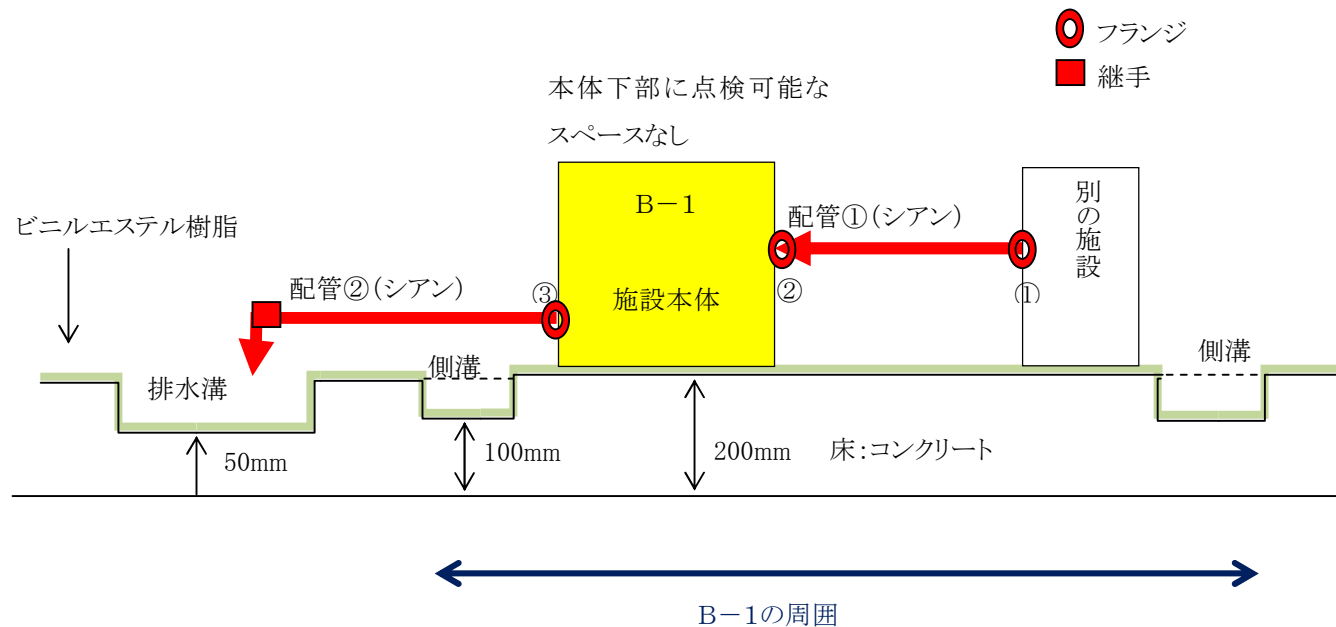 フランジ
継手
本体下部に点検可能な
スペースなし
B－1
施設本体
別の施設
ビニルエステル樹脂
配管①(シアン)
配管②(シアン)
③
②
①
側溝
側溝
排水溝
50mm
100mm
200mm
床：コンクリート
B－1の周囲